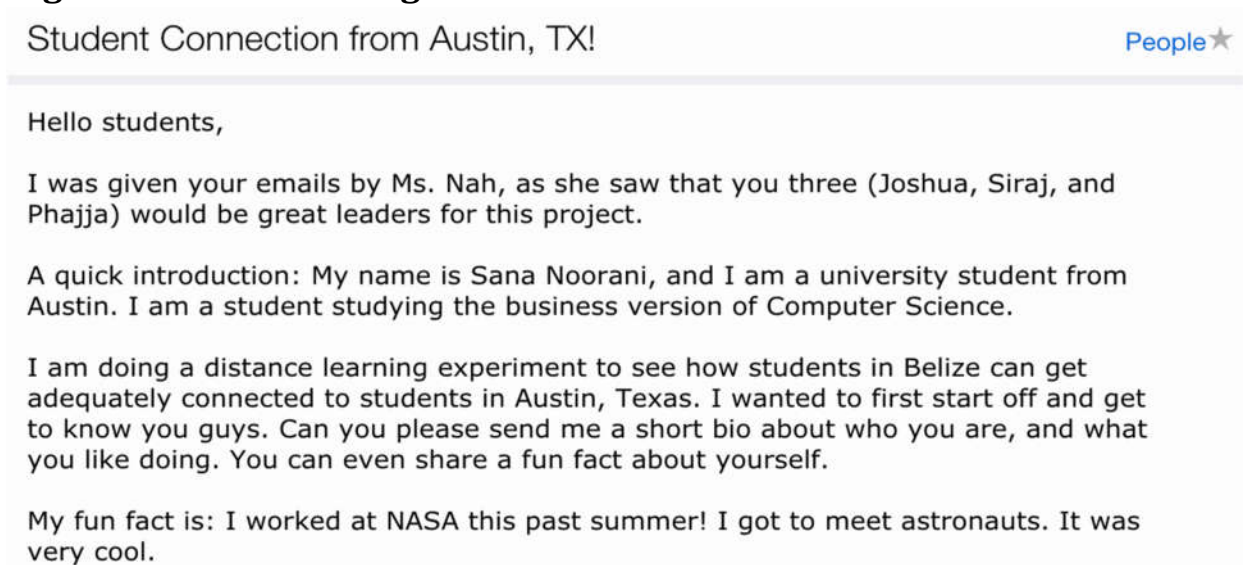 Student Connection from Austin, TX!
People★
Hello students,
I was given your emails by Ms. Nah, as she saw that you three (Joshua, Siraj, and
Phajja) would be great leaders for this project.
A quick introduction: My name is Sana Noorani, and I am a university student from
Austin. I am a student studying the business version of Computer Science.
I am doing a distance learning experiment to see how students in Belize can get
adequately connected to students in Austin, Texas. I wanted to first start off and get
to know you guys. Can you please send me a short bio about who you are, and what
you like doing. You can even share a fun fact about yourself.
My fun fact is: I worked at NASA this past summer! I got to meet astronauts. It was
very cool.